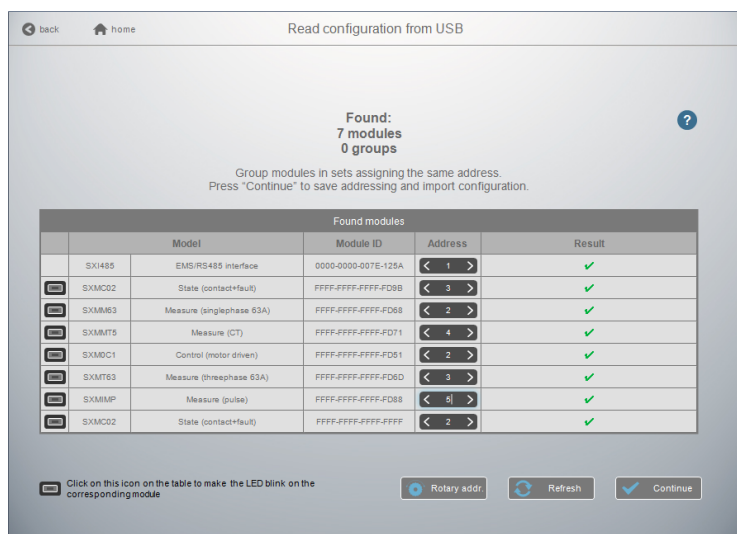 back home Read configuration from USB
Found:
7 modules
0 groups
?
Group modules in sets assigning the same address.
Press "Continue" to save addressing and import configuration.
Found modules
Model Module ID Address Result
SXI485 EMS/RS485 interface 0000-0000-007E-125A 1
SXMC02 State (contact+fault) FFFF-FFFF-FFFF-FD9B 3
SXMM63 Measure (singlephase 63A) FFFF-FFFF-FFFF-FD68 2
SXMMT5 Measure (CT) FFFF-FFFF-FFFF-FD71 4
SXM0C1 Control (motor driven) FFFF-FFFF-FFFF-FD51 2
SXMT63 Measure (threephase 63A) FFFF-FFFF-FFFF-FD6D 3
SXMIMP Measure (pulse) FFFF-FFFF-FFFF-FD88 5
SXMC02 State (contact+fault) FFFF-FFFF-FFFF-FFFF 2
Click on this icon on the table to make the LED blink on the
corresponding module
Rotary addr. Refresh Continue